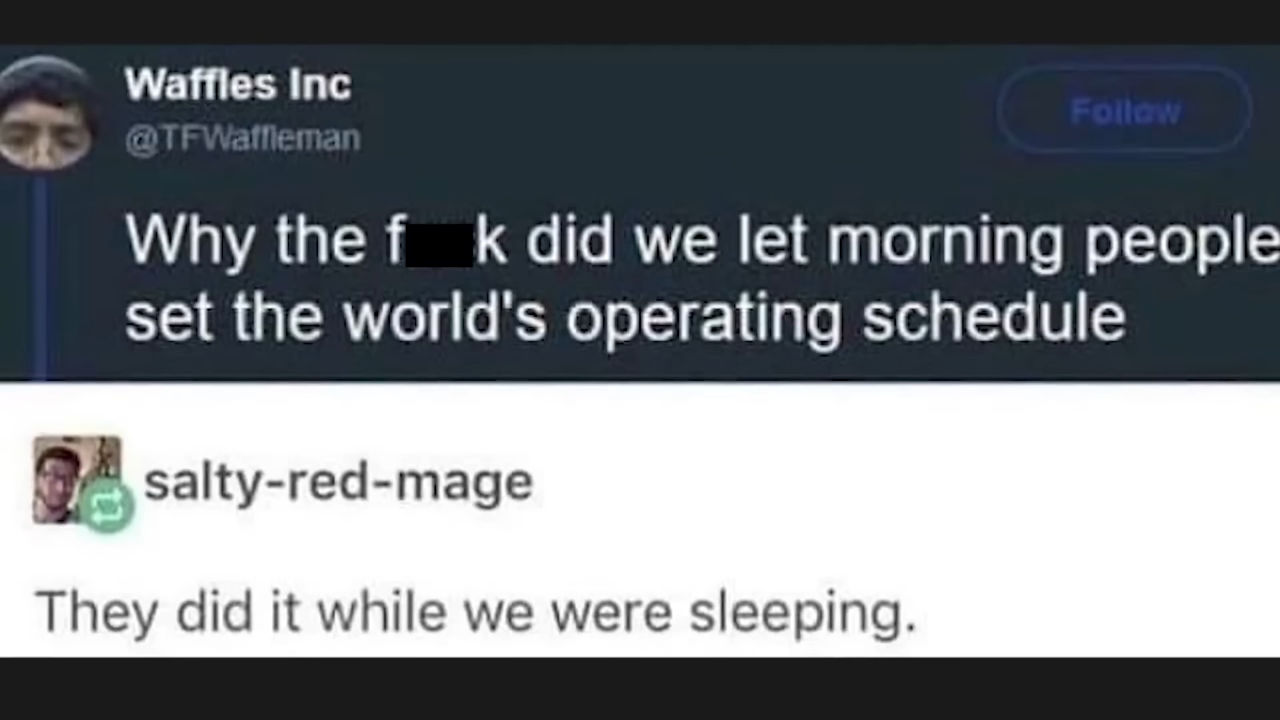 Waffles Inc
@TFWaffleman
Follow
Why the f k did we let morning people
set the world's operating schedule
salty-red-mage
They did it while we were sleeping.